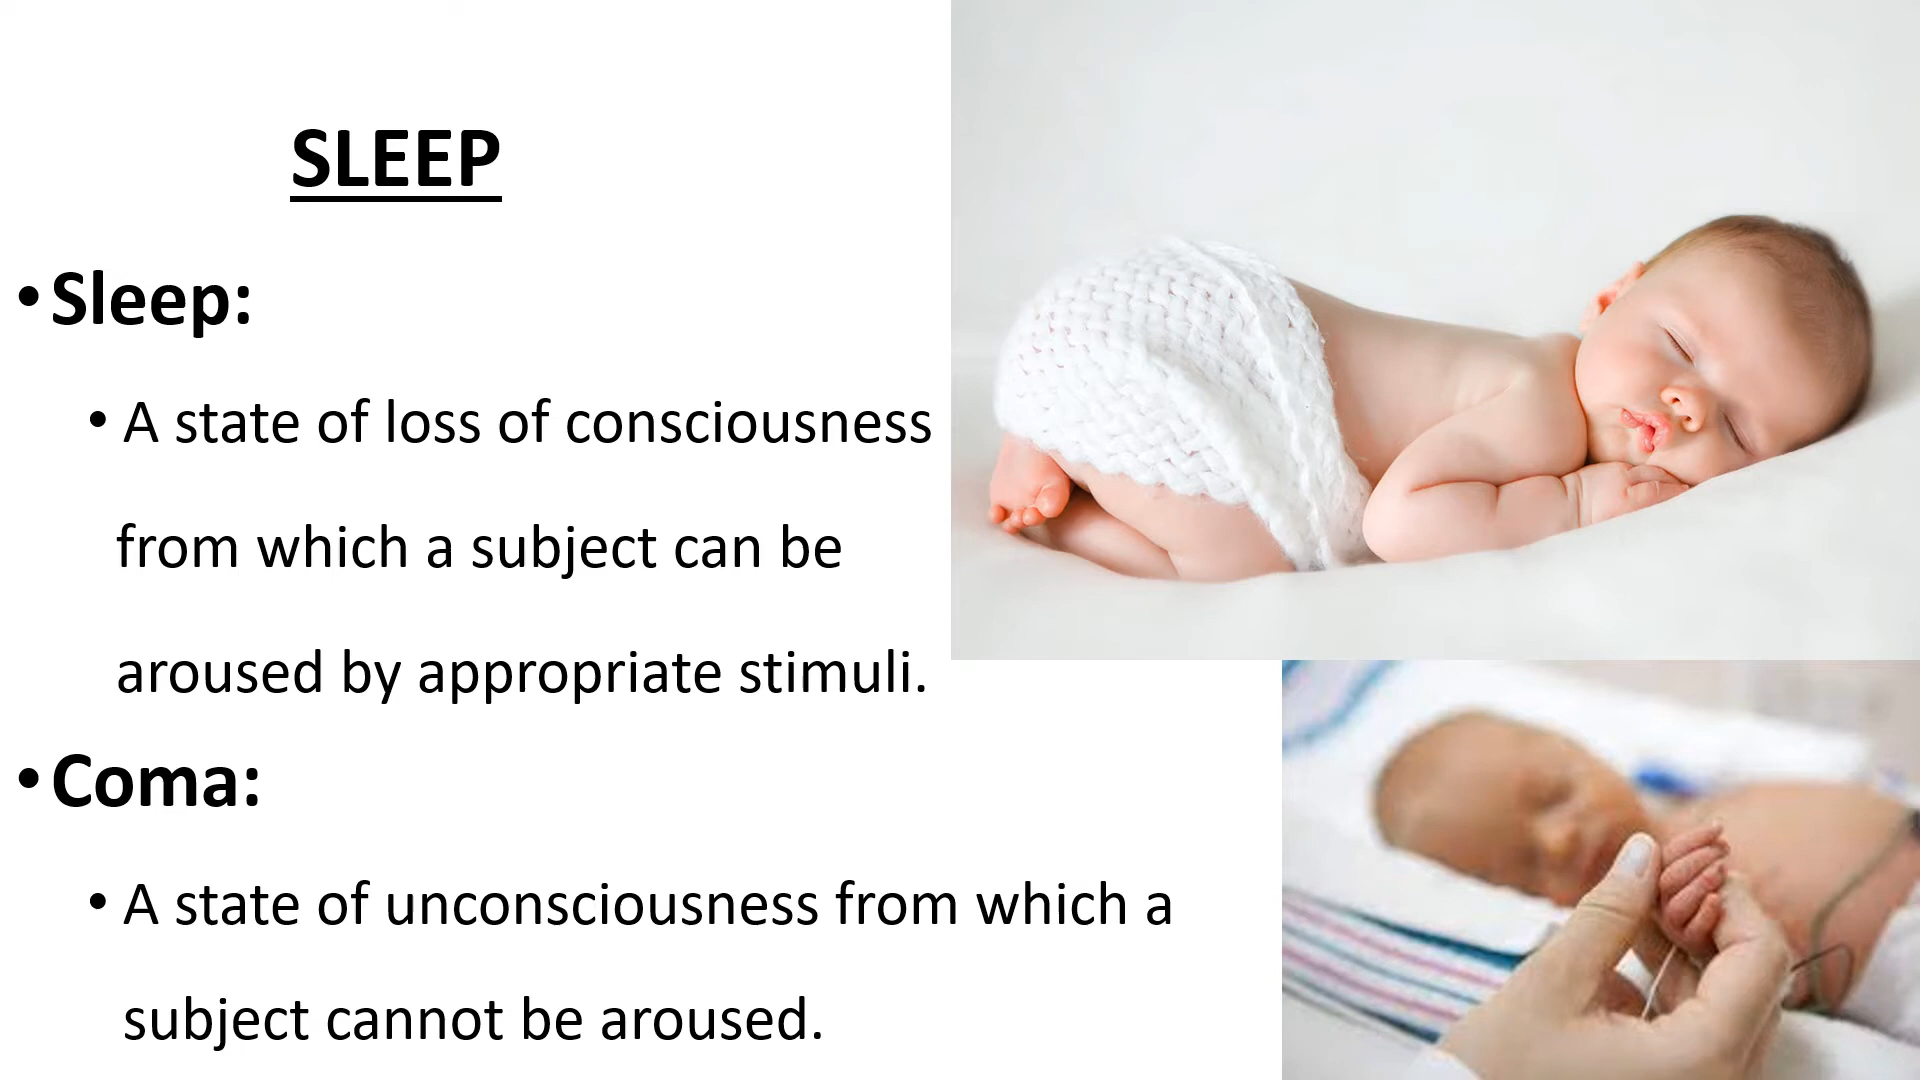 SLEEP
•Sleep:
• A state of loss of consciousness
from which a subject can be
aroused by appropriate stimuli.
•Coma:
• A state of unconsciousness from which a
subject cannot be aroused.